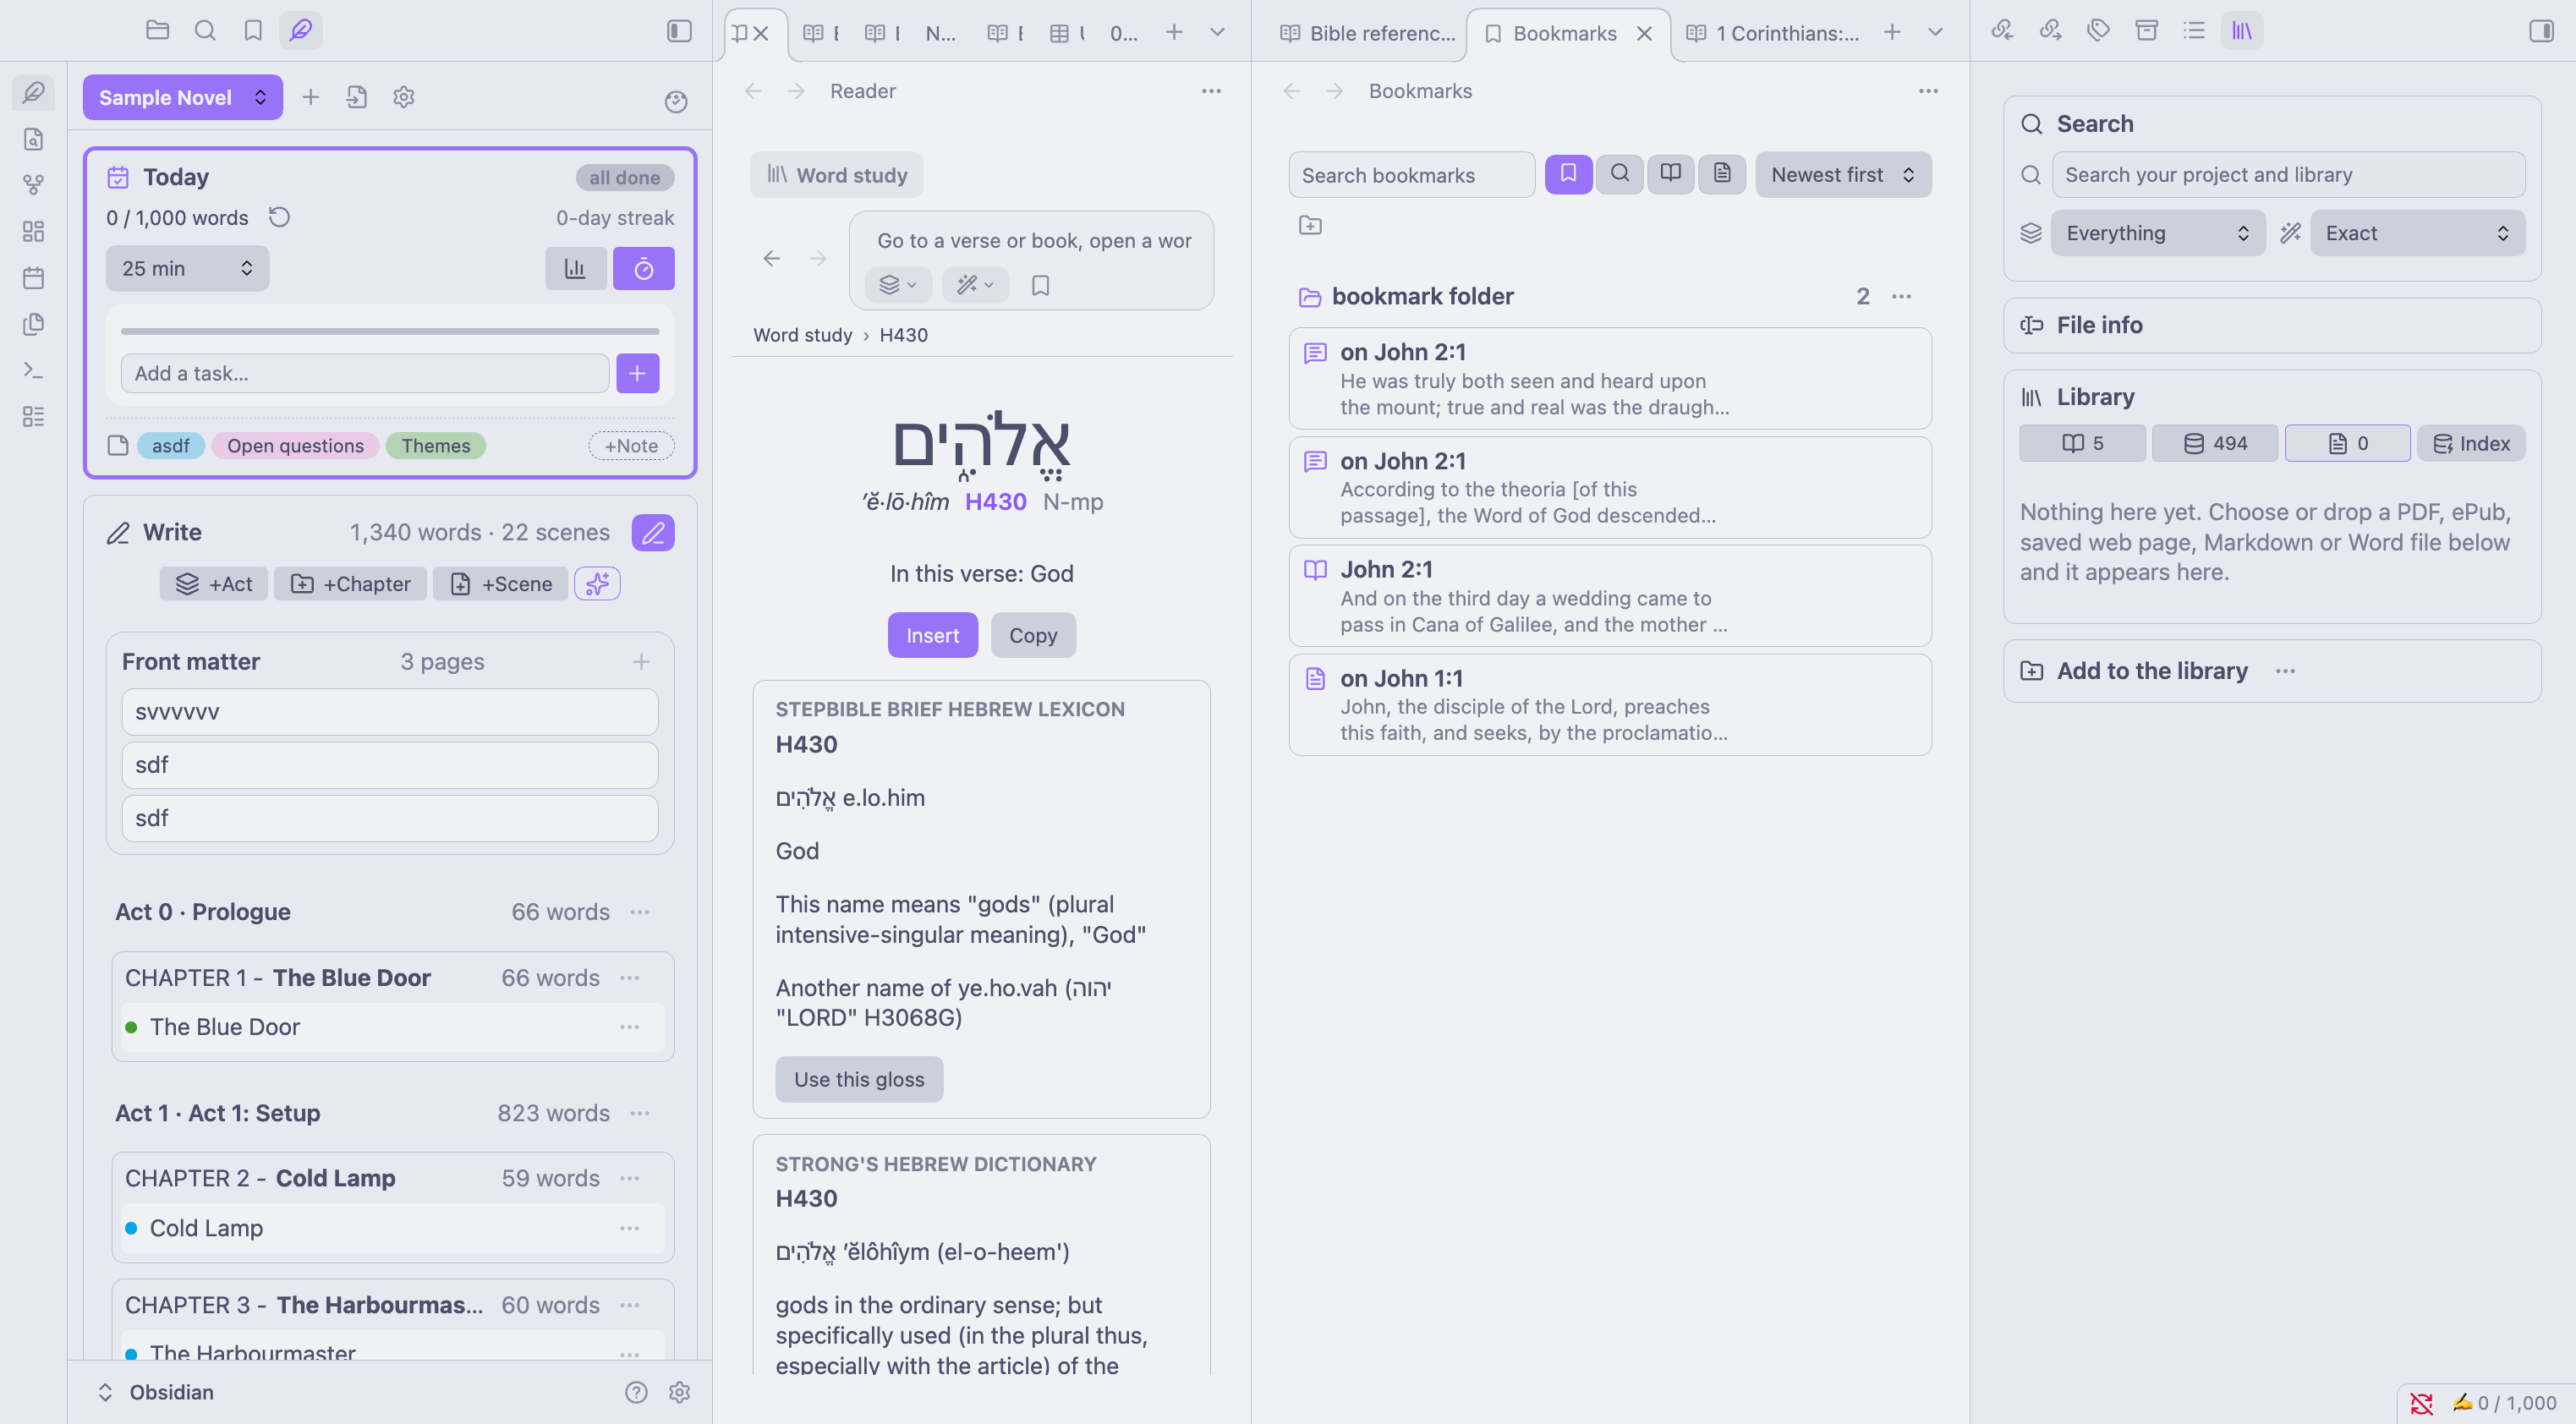 Sample Novel
Today
all done
0 / 1,000 words
0-day streak
25 min
Add a task...
asdf
Open questions
Themes
+Note
Write
1,340 words · 22 scenes
+Act
+Chapter
+Scene
Front matter
3 pages
svvvvvv
sdf
sdf
Act 0 · Prologue
66 words
CHAPTER 1 - The Blue Door
66 words
The Blue Door
Act 1 · Act 1: Setup
823 words
CHAPTER 2 - Cold Lamp
59 words
Cold Lamp
CHAPTER 3 - The Harbourmas...
60 words
The Harbourmaster
Obsidian
N...
0...
Reader
Word study
Go to a verse or book, open a wor
Word study › H430
אֱלֹהִ֑ים
’ĕ·lō·hîm H430 N-mp
In this verse: God
Insert
Copy
STEPBIBLE BRIEF HEBREW LEXICON
H430
אֱלֹהִים e.lo.him
God
This name means "gods" (plural
intensive-singular meaning), "God"
Another name of ye.ho.vah (יהוה
"LORD" H3068G)
Use this gloss
STRONG'S HEBREW DICTIONARY
H430
אֱלֹהִים ʼĕlôhîym (el-o-heem')
gods in the ordinary sense; but
specifically used (in the plural thus,
especially with the article) of the
Bible referenc...
Bookmarks
1 Corinthians:...
Bookmarks
Search bookmarks
Newest first
bookmark folder
2
on John 2:1
He was truly both seen and heard upon
the mount; true and real was the draugh...
on John 2:1
According to the theoria [of this
passage], the Word of God descended...
John 2:1
And on the third day a wedding came to
pass in Cana of Galilee, and the mother ...
on John 1:1
John, the disciple of the Lord, preaches
this faith, and seeks, by the proclamatio...
Search
Search your project and library
Everything
Exact
File info
Library
5
494
0
Index
Nothing here yet. Choose or drop a PDF, ePub,
saved web page, Markdown or Word file below
and it appears here.
Add to the library
0 / 1,000